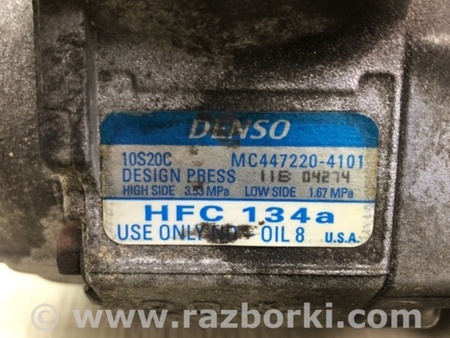 DENSO
10S20C MC447220-4101
DESIGN PRESS 11B 04274
HIGH SIDE 3.53 MPa LOW SIDE 1.67 MPa
HFC 134a
USE ONLY ND-OIL 8 U.S.A.
www.razborki.com